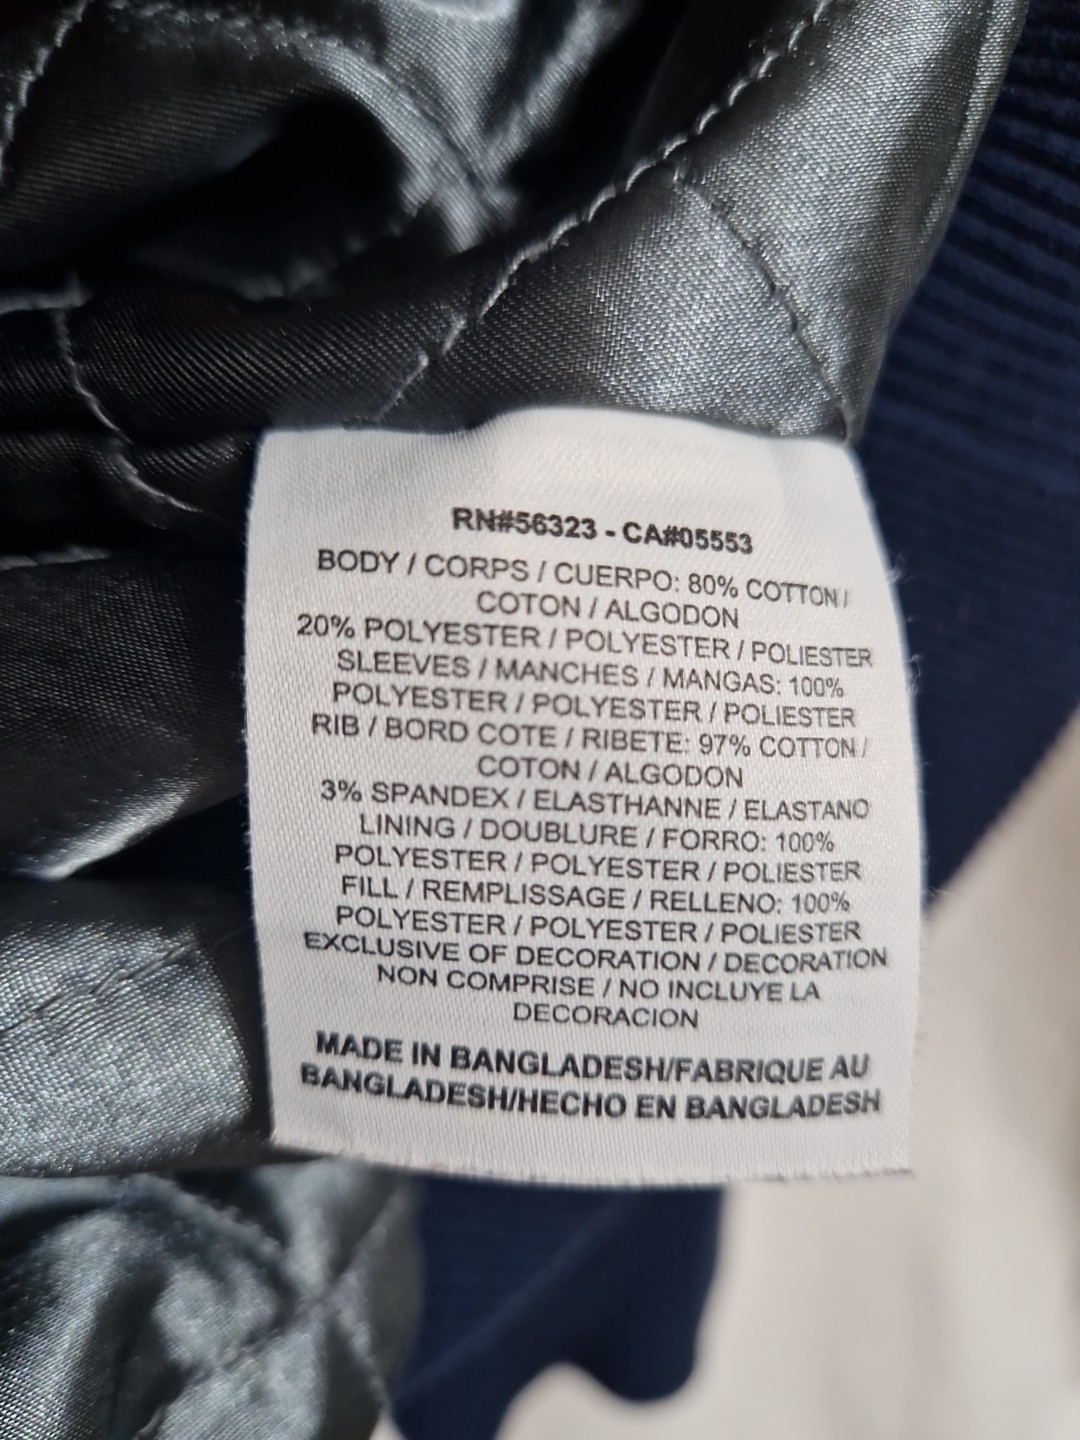 RN#56323 - CA#05553
BODY / CORPS / CUERPO: 80% COTTON /
COTON / ALGODON
20% POLYESTER / POLYESTER / POLIESTER
SLEEVES / MANCHES / MANGAS: 100%
POLYESTER / POLYESTER / POLIESTER
RIB / BORD COTE / RIBETE: 97% COTTON /
COTON / ALGODON
3% SPANDEX / ELASTHANNE / ELASTANO
LINING / DOUBLURE / FORRO: 100%
POLYESTER / POLYESTER / POLIESTER
FILL / REMPLISSAGE / RELLENO: 100%
POLYESTER / POLYESTER / POLIESTER
EXCLUSIVE OF DECORATION / DECORATION
NON COMPRISE / NO INCLUYE LA
DECORACION
MADE IN BANGLADESH/FABRIQUE AU
BANGLADESH/HECHO EN BANGLADESH